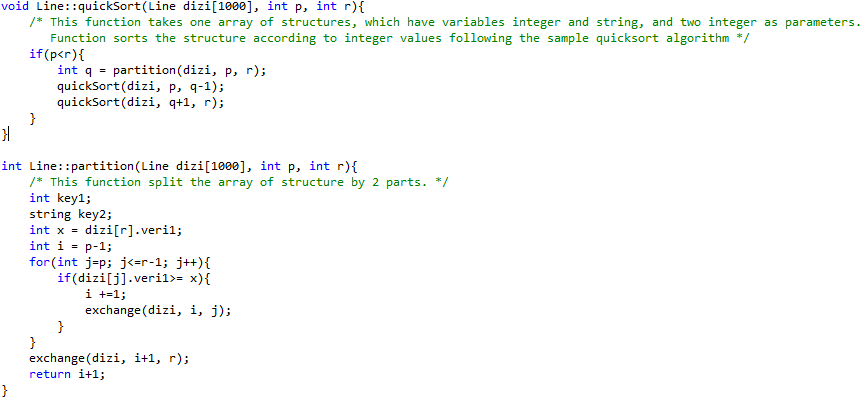 void Line::quickSort(Line dizi[1000], int p, int r){
/* This function takes one array of structures, which have variables integer and string, and two integer as parameters.
Function sorts the structure according to integer values following the sample quicksort algorithm */
if(p<r){
int q = partition(dizi, p, r);
quickSort(dizi, p, q-1);
quickSort(dizi, q+1, r);
}
}
int Line::partition(Line dizi[1000], int p, int r){
/* This function split the array of structure by 2 parts. */
int key1;
string key2;
int x = dizi[r].veri1;
int i = p-1;
for(int j=p; j<=r-1; j++){
if(dizi[j].veri1>= x){
i +=1;
exchange(dizi, i, j);
}
}
exchange(dizi, i+1, r);
return i+1;
}